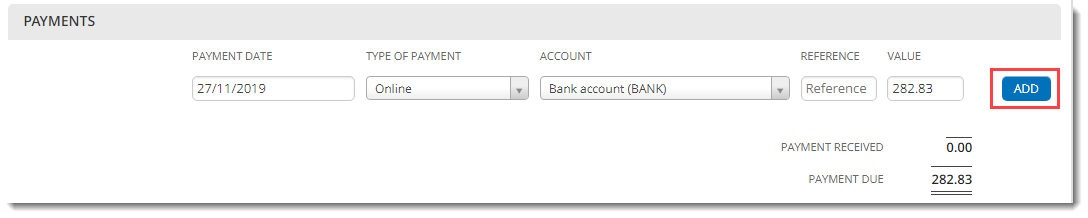 PAYMENTS
PAYMENT DATE TYPE OF PAYMENT ACCOUNT REFERENCE VALUE
27/11/2019 Online Bank account (BANK) Reference 282.83 ADD
PAYMENT RECEIVED 0.00
PAYMENT DUE 282.83